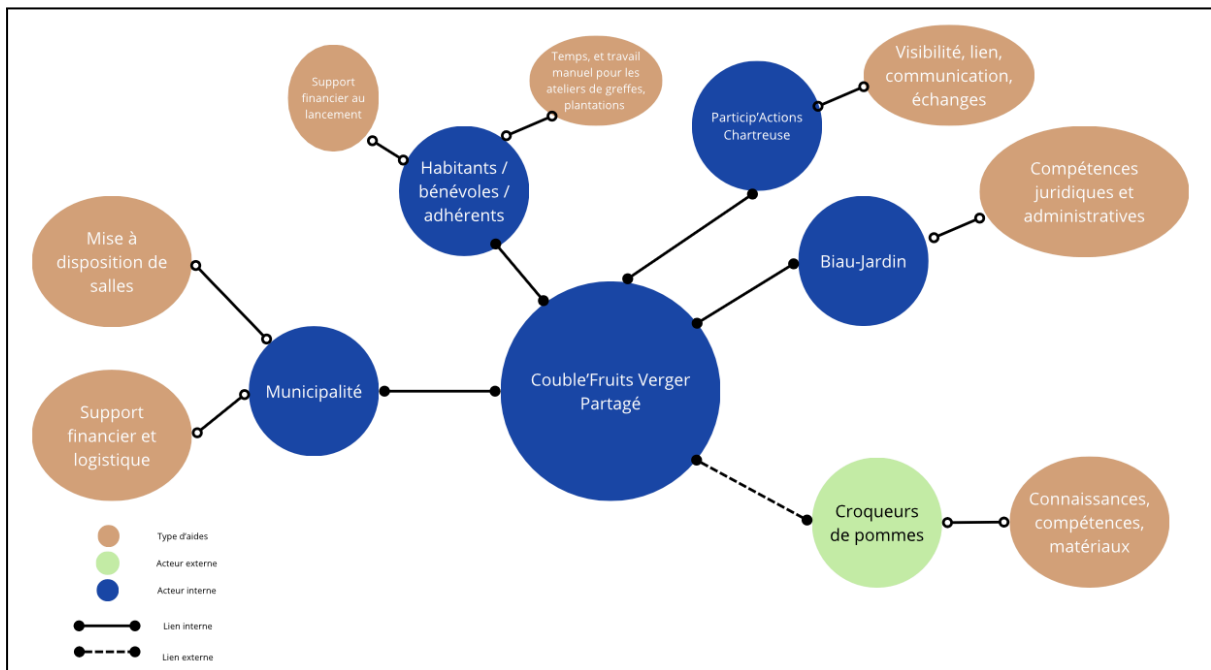 Support
financier au
lancement
Temps, et travail
manuel pour les
ateliers de greffes,
plantations
Visibilité, lien,
communication,
échanges
Particip'Actions
Chartreuse
Habitants /
bénévoles /
adhérents
Compétences
juridiques et
administratives
Mise à
disposition de
salles
Biau-Jardin
Municipalité
Couble'Fruits Verger
Partagé
Support
financier et
logistique
Croqueurs
de pommes
Connaissances,
compétences,
matériaux
Type d'aides
Acteur externe
Acteur interne
Lien interne
Lien externe